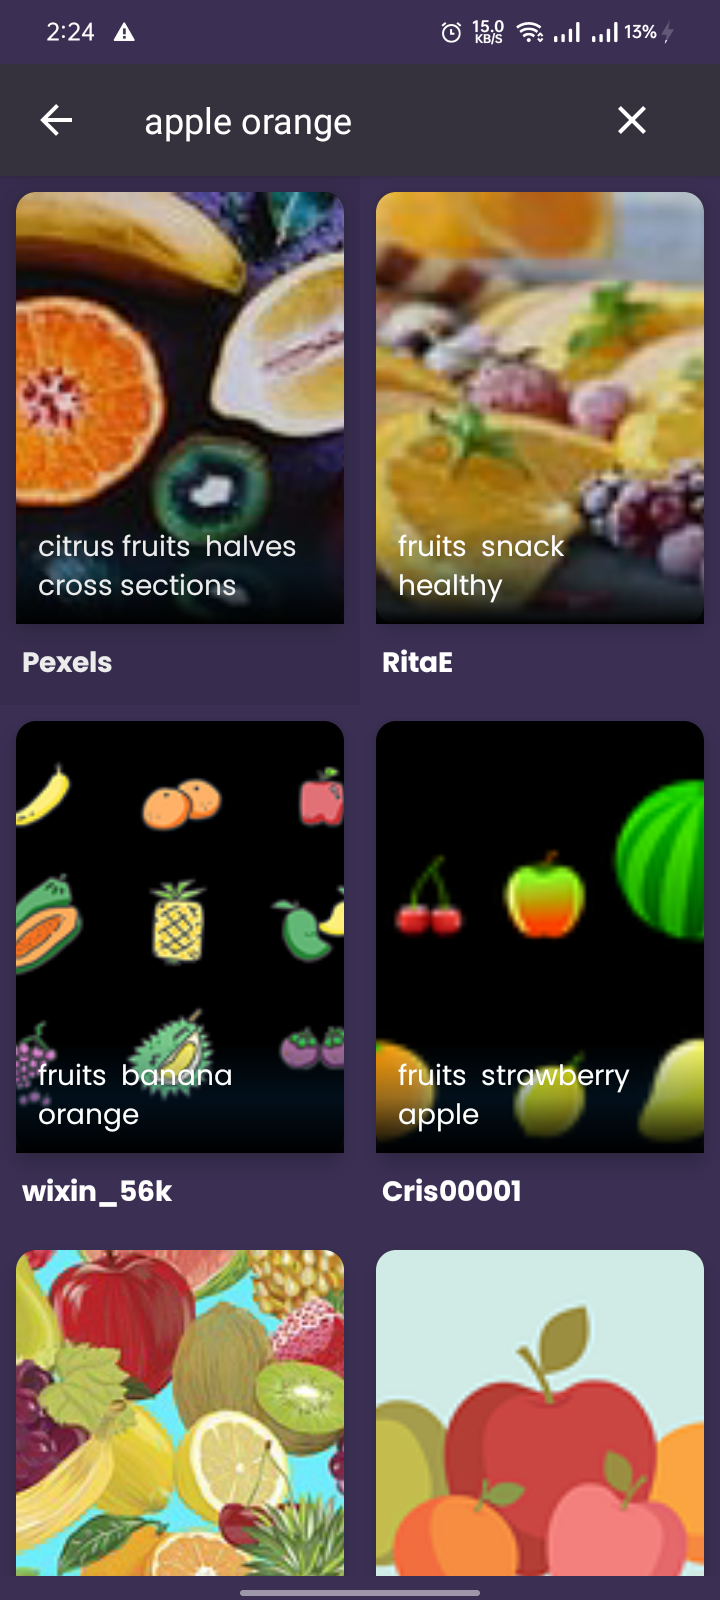 2:24
15.0
KB/S
13%
apple orange
citrus fruits  halves
cross sections
Pexels
fruits  snack
healthy
RitaE
fruits  banana
orange
wixin_56k
fruits  strawberry
apple
Cris00001